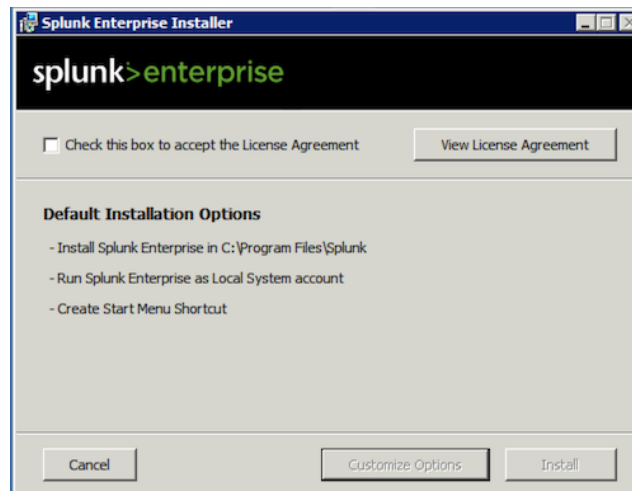 Splunk Enterprise Installer
splunk>enterprise
Check this box to accept the License Agreement
View License Agreement
Default Installation Options
- Install Splunk Enterprise in C:\Program Files\Splunk
- Run Splunk Enterprise as Local System account
- Create Start Menu Shortcut
Cancel
Customize Options
Install